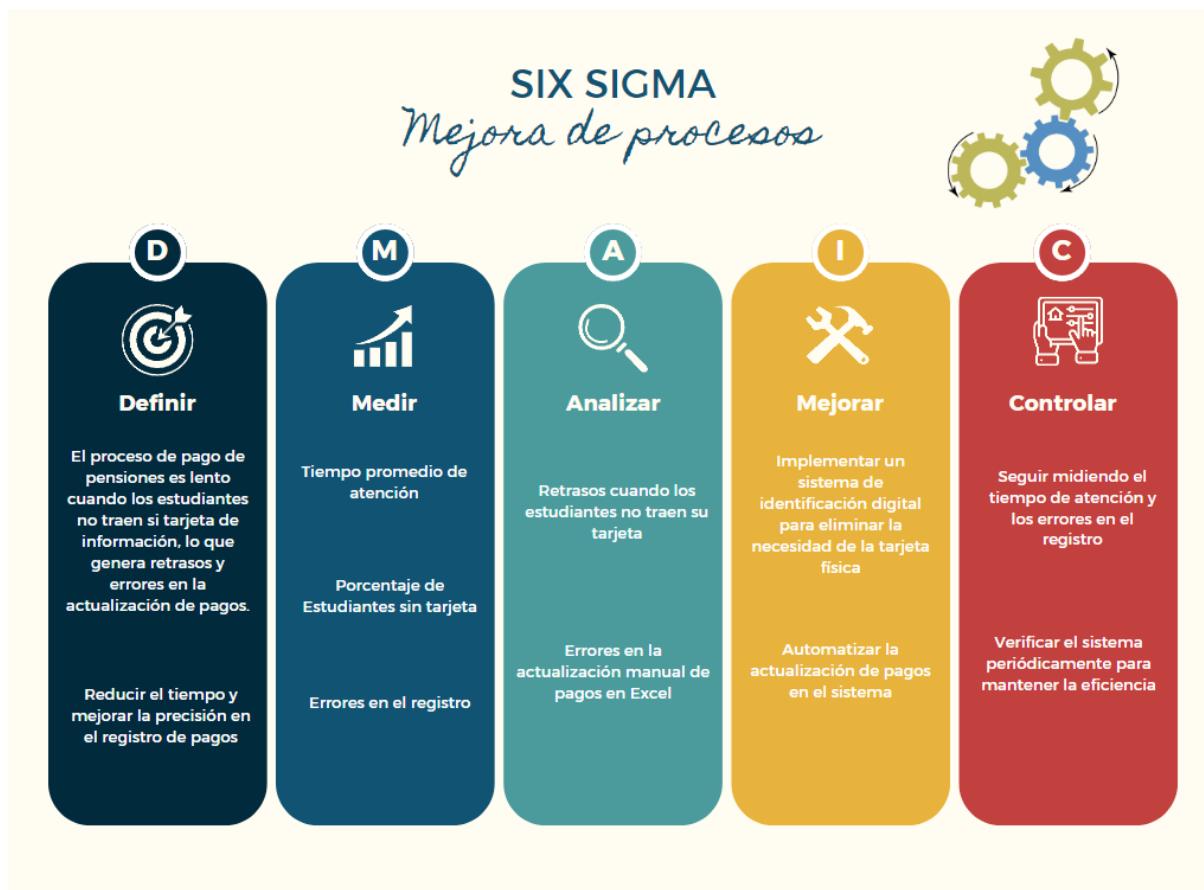 SIX SIGMA
Mejora de procesos
D
Definir
El proceso de pago de
pensiones es lento
cuando los estudiantes
no traen si tarjeta de
información, lo que
genera retrasos y
errores en la
actualización de pagos.
Reducir el tiempo y
mejorar la precisión en
el registro de pagos
M
Medir
Tiempo promedio de
atención
Porcentaje de
Estudiantes sin tarjeta
Errores en el registro
A
Analizar
Retrasos cuando los
estudiantes no traen su
tarjeta
Errores en la
actualización manual de
pagos en Excel
I
Mejorar
Implementar un
sistema de
identificación digital
para eliminar la
necesidad de la tarjeta
física
Automatizar la
actualización de pagos
en el sistema
C
Controlar
Seguir midiendo el
tiempo de atención y
los errores en el
registro
Verificar el sistema
periódicamente para
mantener la eficiencia